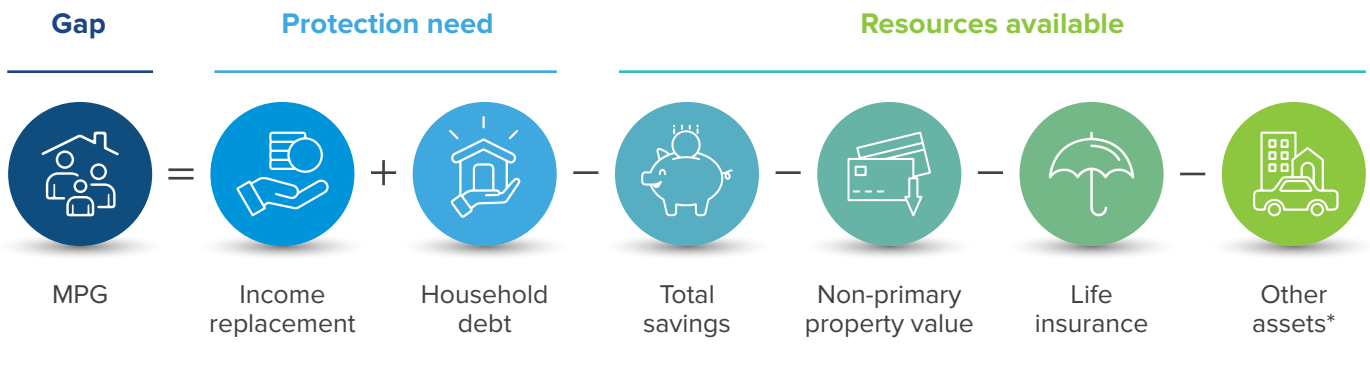 Gap
Protection need
Resources available
=
+
−
−
−
−
MPG
Income
replacement
Household
debt
Total
savings
Non-primary
property value
Life
insurance
Other
assets*